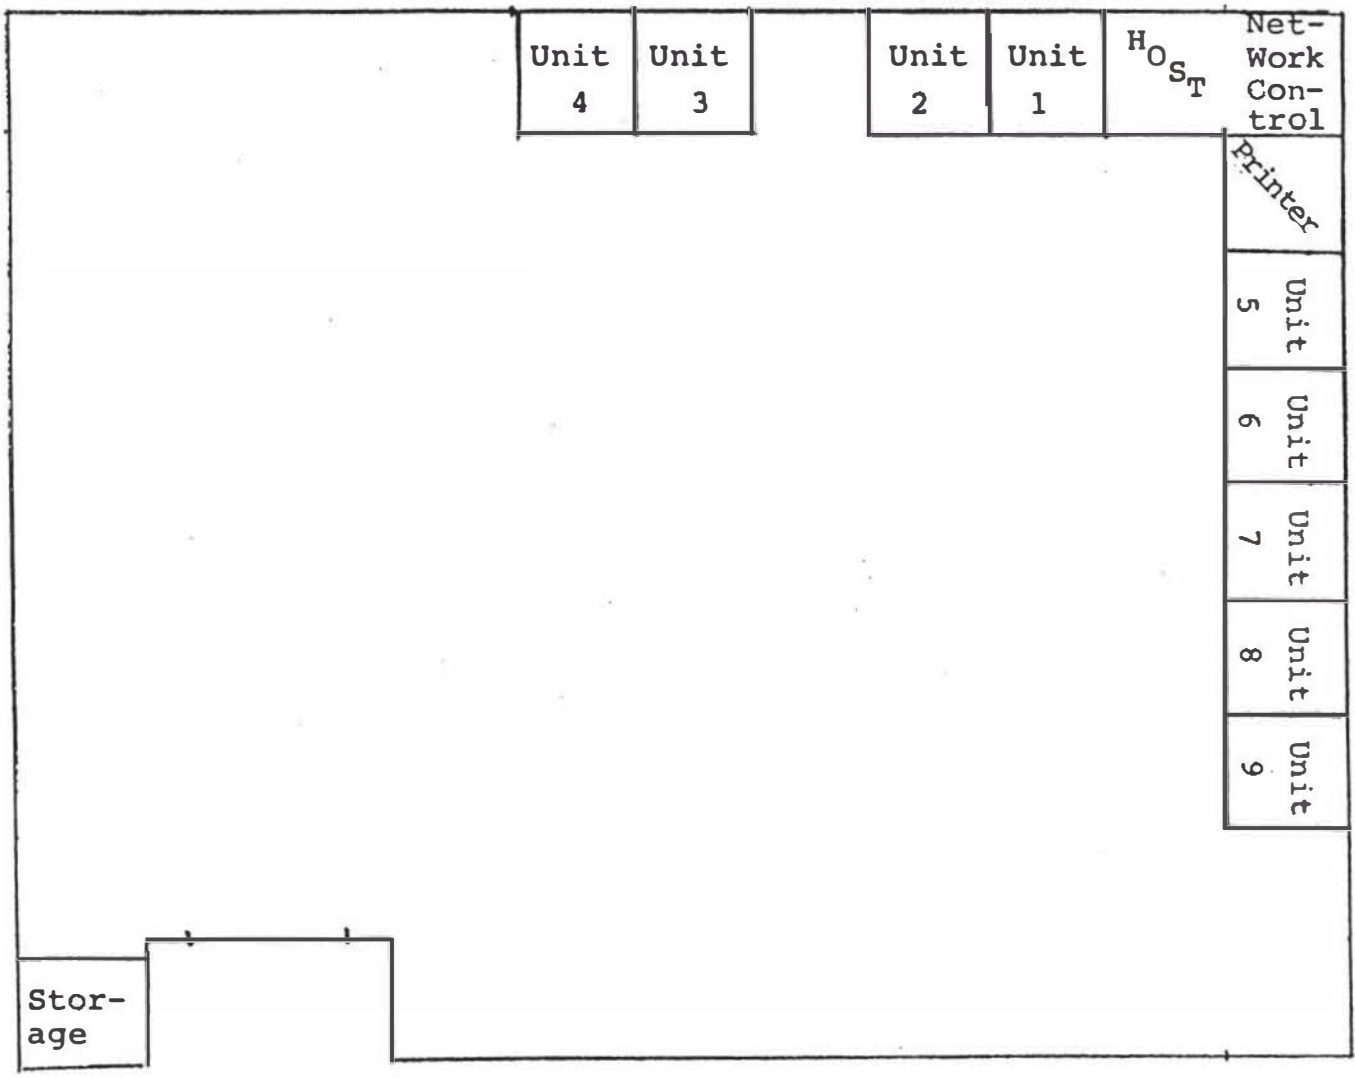 Unit
4
Unit
3
Unit
2
Unit
1
HOST
Net-
Work
Con-
trol
Printer
Unit
5
Unit
6
Unit
7
Unit
8
Unit
9
Stor-
age